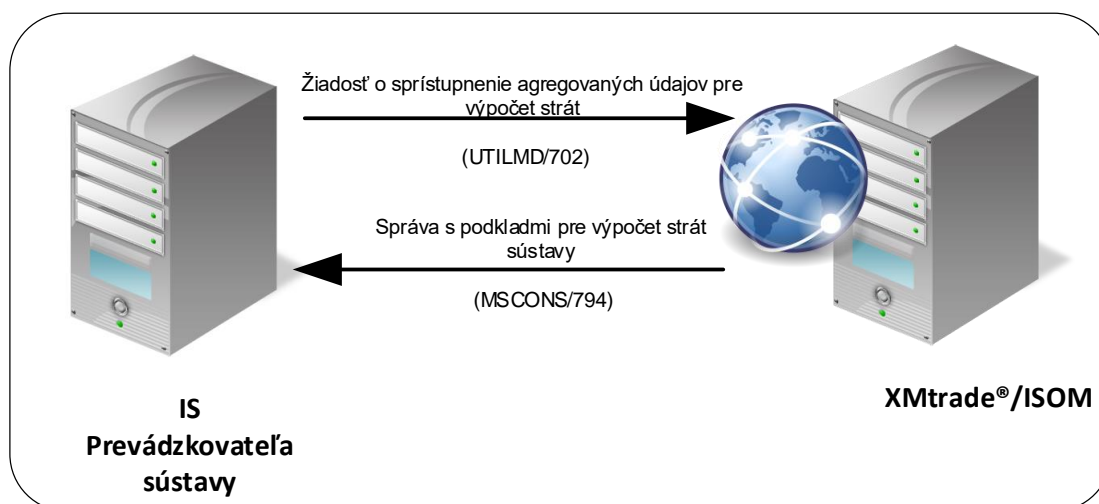 Žiadosť o sprístupnenie agregovaných údajov pre
výpočet strát
(UTILMD/702)
Správa s podkladmi pre výpočet strát
sústavy
(MSCONS/794)
IS
Prevádzkovateľa
sústavy
XMtrade®/ISOM